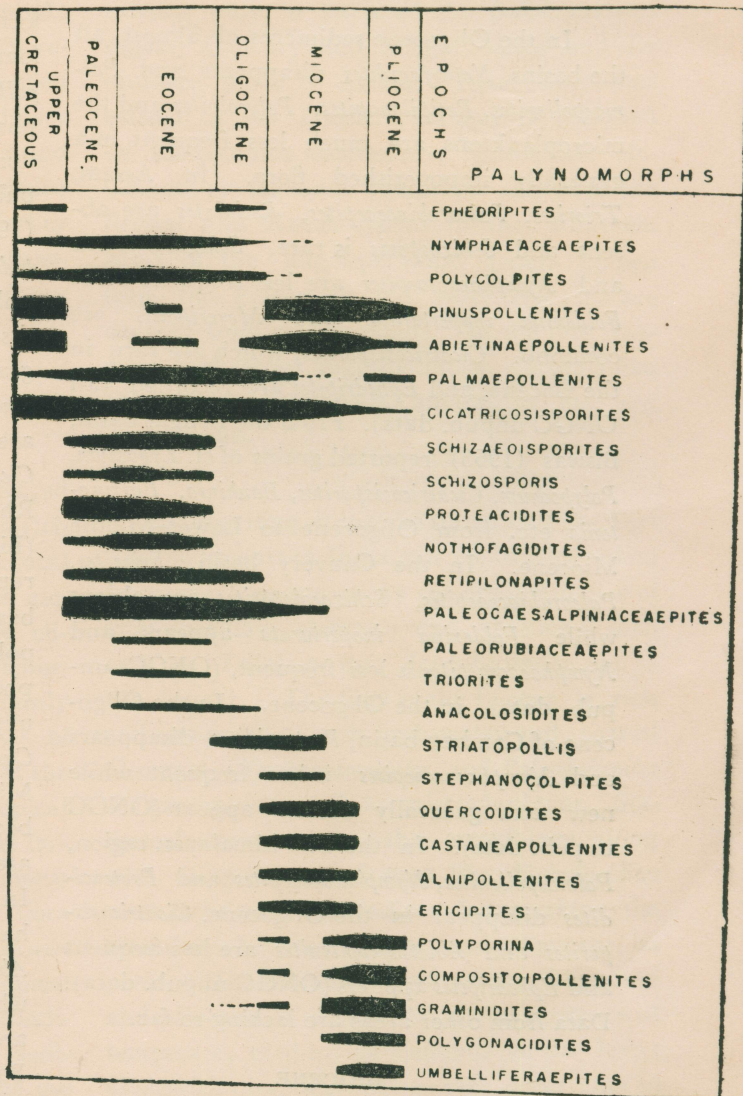 UPPER
CRETACEOUS
PALEOCENE
EOCENE
OLIGOCENE
MIOCENE
PLIOCENE
EPOCHS
PALYNOMORPHS
EPHEDRIPITES
NYMPHAEACEAEPITES
POLYCOLPITES
PINUSPOLLENITES
ABIETINAEPOLLENITES
PALMAEPOLLENITES
CICATRICOSISPORITES
SCHIZAEOISPORITES
SCHIZOSPORIS
PROTEACIDITES
NOTHOFAGIDITES
RETIPILONAPITES
PALEOCAESALPINIACEAEPITES
PALEORUBIACEAEPITES
TRIORITES
ANACOLOSIDITES
STRIATOPOLLIS
STEPHANOCOLPITES
QUERCOIDITES
CASTANEAPOLLENITES
ALNIPOLLENITES
ERICIPITES
POLYPORINA
COMPOSITOIPOLLENITES
GRAMINIDITES
POLYGONACIDITES
UMBELLIFERAEPITES